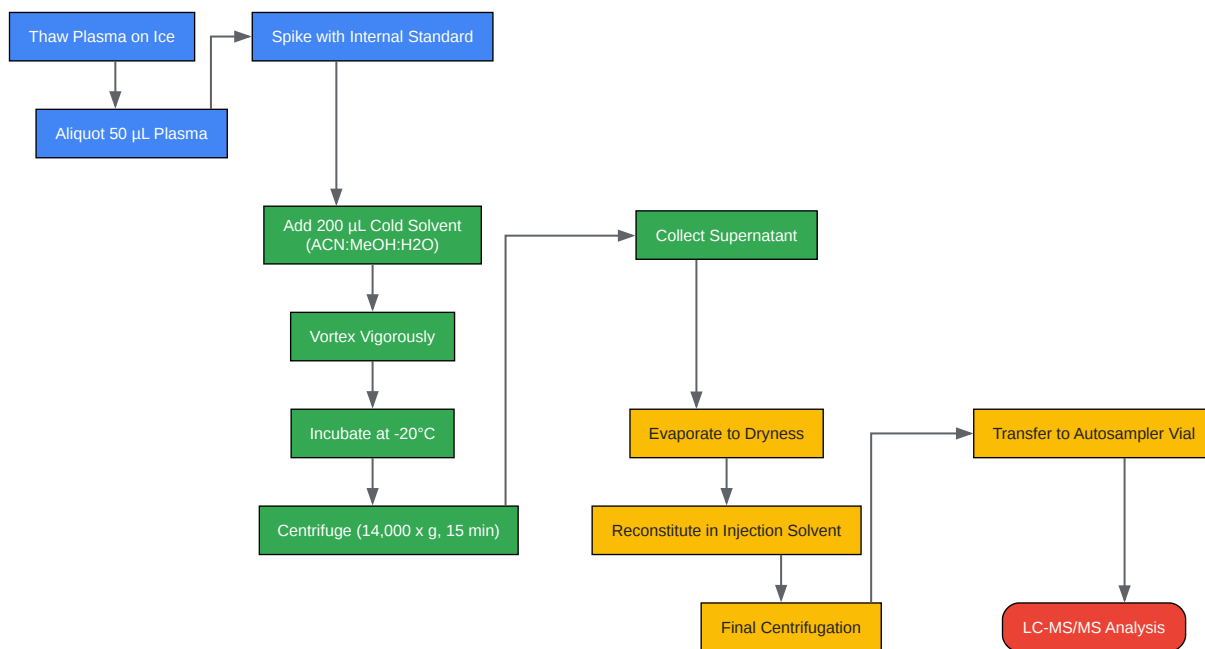 Thaw Plasma on Ice
Aliquot 50 µL Plasma
Spike with Internal Standard
Add 200 µL Cold Solvent
(ACN:MeOH:H2O)
Vortex Vigorously
Incubate at -20°C
Centrifuge (14,000 x g, 15 min)
Collect Supernatant
Evaporate to Dryness
Reconstitute in Injection Solvent
Final Centrifugation
Transfer to Autosampler Vial
LC-MS/MS Analysis